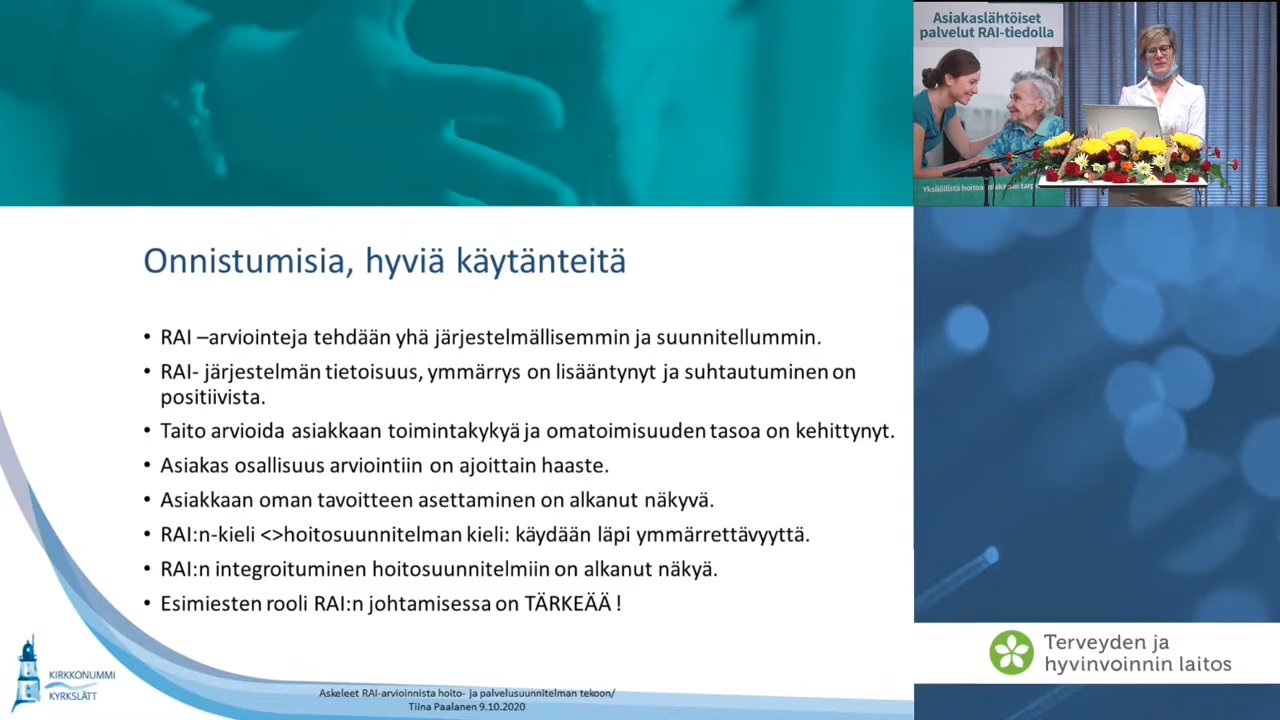 Asiakaslähtöiset
palvelut RAI-tiedolla
Yksilöllistä hoitoa
Onnistumisia, hyviä käytänteitä
• RAI –arviointeja tehdään yhä järjestelmällisemmin ja suunnitellummin.
• RAI- järjestelmän tietoisuus, ymmärrys on lisääntynyt ja suhtautuminen on
positiivista.
• Taito arvioida asiakkaan toimintakykyä ja omatoimisuuden tasoa on kehittynyt.
• Asiakas osallisuus arviointiin on ajoittain haaste.
• Asiakkaan oman tavoitteen asettaminen on alkanut näkyvä.
• RAI:n-kieli <>hoitosuunnitelman kieli: käydään läpi ymmärrettävyyttä.
• RAI:n integroituminen hoitosuunnitelmiin on alkanut näkyä.
• Esimiesten rooli RAI:n johtamisessa on TÄRKEÄÄ !
KIRKKONUMMI
KYRKSLÄTT
Askeleet RAI-arvioinnista hoito- ja palvelusuunnitelman tekoon/
Tiina Paalanen 9.10.2020
Terveyden ja
hyvinvoinnin laitos